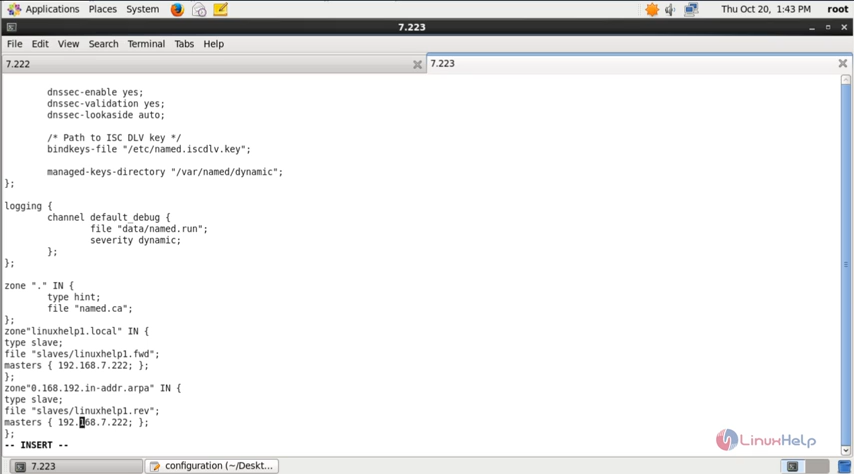 Applications Places System Thu Oct 20, 1:43 PM root
7.223
File Edit View Search Terminal Tabs Help
7.222 7.223
dnssec-enable yes;
dnssec-validation yes;
dnssec-lookaside auto;
/* Path to ISC DLV key */
bindkeys-file "/etc/named.iscdlv.key";
managed-keys-directory "/var/named/dynamic";
};
logging {
channel default_debug {
file "data/named.run";
severity dynamic;
};
};
zone "." IN {
type hint;
file "named.ca";
};
zone"linuxhelp1.local" IN {
type slave;
file "slaves/linuxhelp1.fwd";
masters { 192.168.7.222; };
};
zone"0.168.192.in-addr.arpa" IN {
type slave;
file "slaves/linuxhelp1.rev";
masters { 192.168.7.222; };
};
-- INSERT --
LinuxHelp
7.223 configuration (~/Deskt...